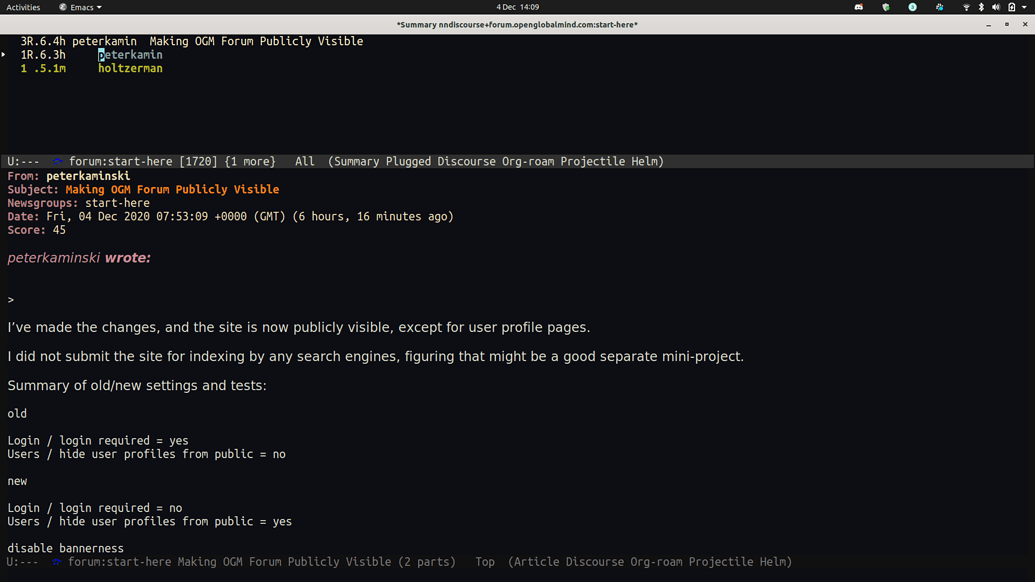 Activities Emacs 4 Dec 14:09
*Summary nndiscourse+forum.openglobalmind.com:start-here*
3R.6.4h peterkamin Making OGM Forum Publicly Visible
1R.6.3h peterkamin
1 .5.1m holtzerman
U:--- forum:start-here [1720] {1 more} All (Summary Plugged Discourse Org-roam Projectile Helm)
From: peterkaminski
Subject: Making OGM Forum Publicly Visible
Newsgroups: start-here
Date: Fri, 04 Dec 2020 07:53:09 +0000 (GMT) (6 hours, 16 minutes ago)
Score: 45
peterkaminski wrote:
>
I’ve made the changes, and the site is now publicly visible, except for user profile pages.
I did not submit the site for indexing by any search engines, figuring that might be a good separate mini-project.
Summary of old/new settings and tests:
old
Login / login required = yes
Users / hide user profiles from public = no
new
Login / login required = no
Users / hide user profiles from public = yes
disable bannerness
U:--- forum:start-here Making OGM Forum Publicly Visible (2 parts) Top (Article Discourse Org-roam Projectile Helm)